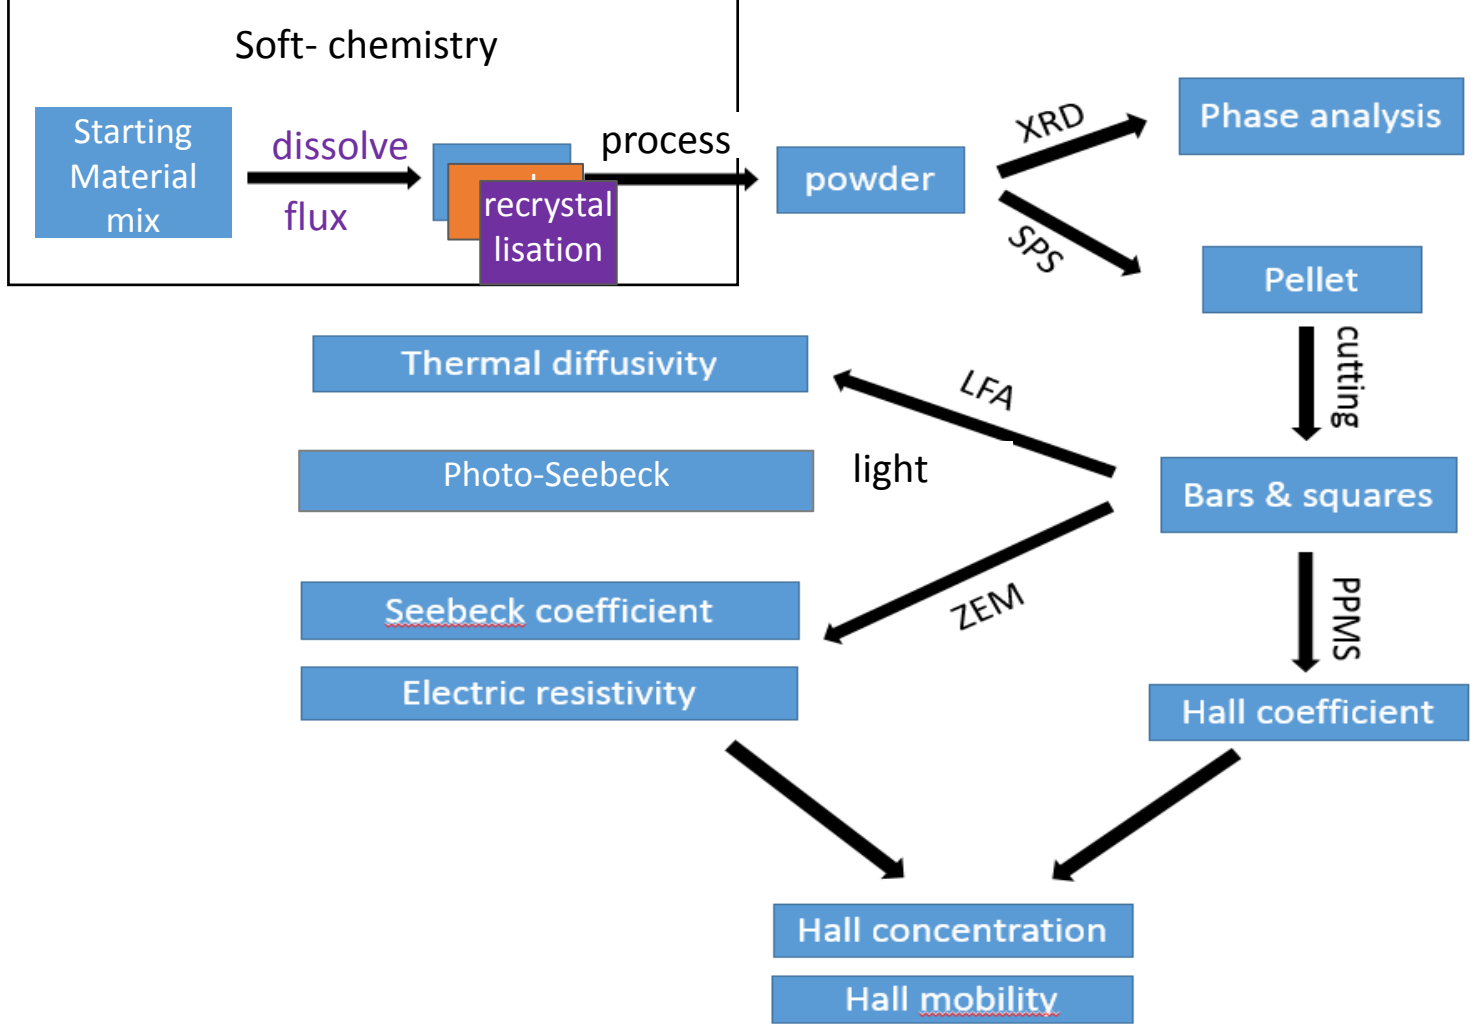 Soft- chemistry
Starting
Material
mix
dissolve
flux
recrystal
lisation
process
powder
XRD
SPS
Phase analysis
Pellet
cutting
Bars & squares
LFA
light
ZEM
PPMS
Thermal diffusivity
Photo-Seebeck
Seebeck coefficient
Electric resistivity
Hall coefficient
Hall concentration
Hall mobility